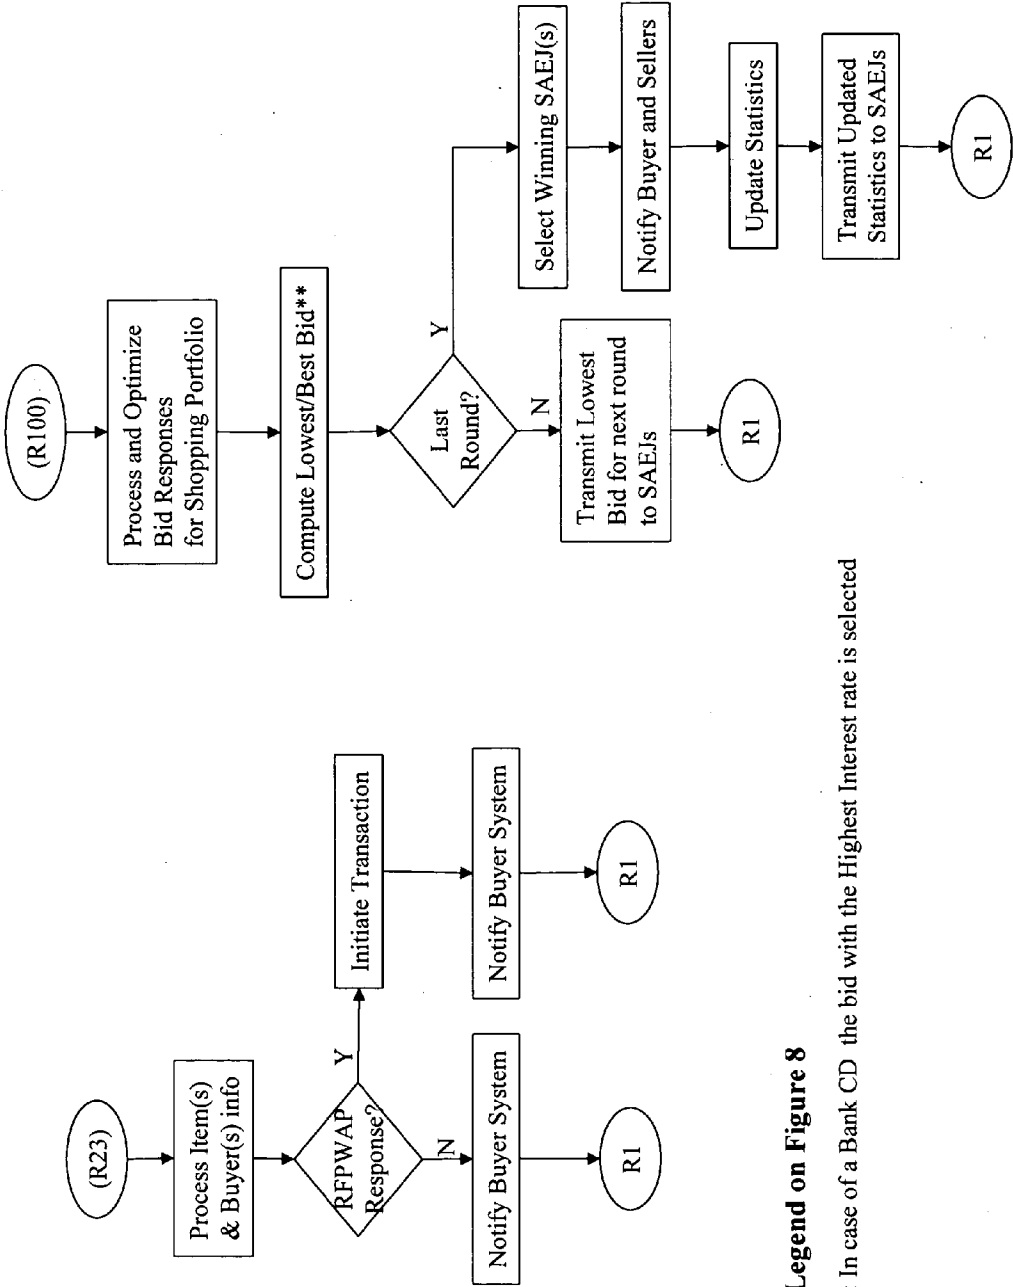 (R23)
Process Item(s)
& Buyer(s) info
RFPWAP
Response?
Y
Initiate Transaction
N
Notify Buyer System
Notify Buyer System
R1
R1
(R100)
Process and Optimize
Bid Responses
for Shopping Portfolio
Compute Lowest/Best Bid**
Last
Round?
Y
N
Transmit Lowest
Bid for next round
to SAEJs
R1
Select Winning SAEJ(s)
Notify Buyer and Sellers
Update Statistics
Transmit Updated
Statistics to SAEJs
R1
Legend on Figure 8
: In case of a Bank CD the bid with the Highest Interest rate is selected